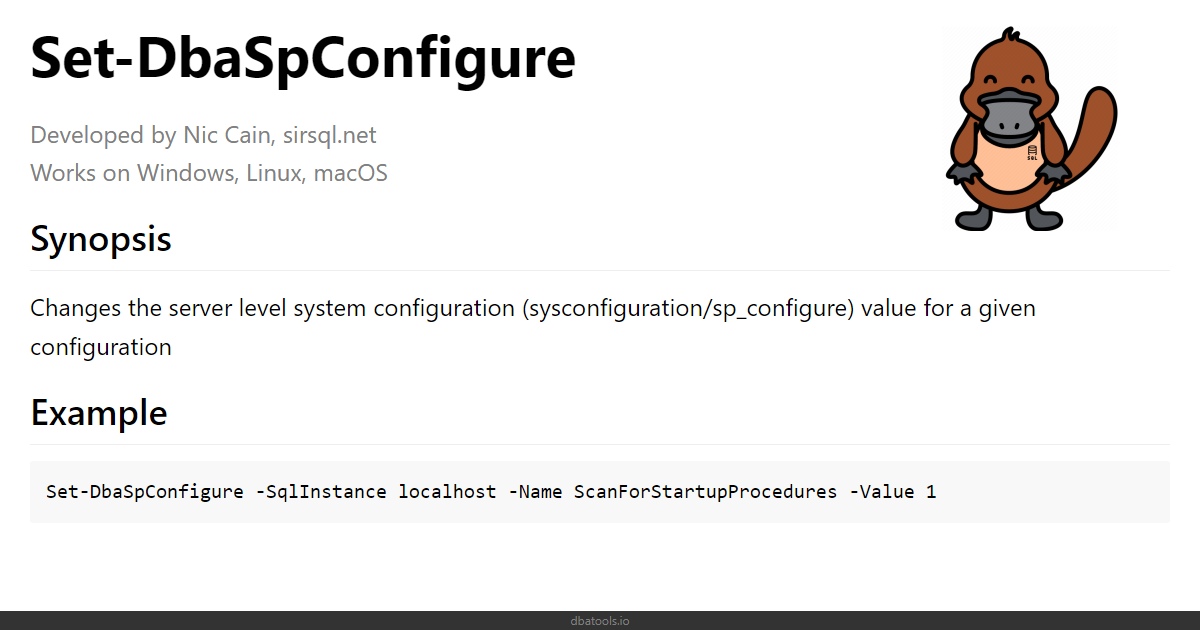 Set-DbaSpConfigure
Developed by Nic Cain, sirsql.net
Works on Windows, Linux, macOS
SQL
Synopsis
Changes the server level system configuration (sysconfiguration/sp_configure) value for a given
configuration
Example
Set-DbaSpConfigure -SqlInstance localhost -Name ScanForStartupProcedures -Value 1
dbatools.io